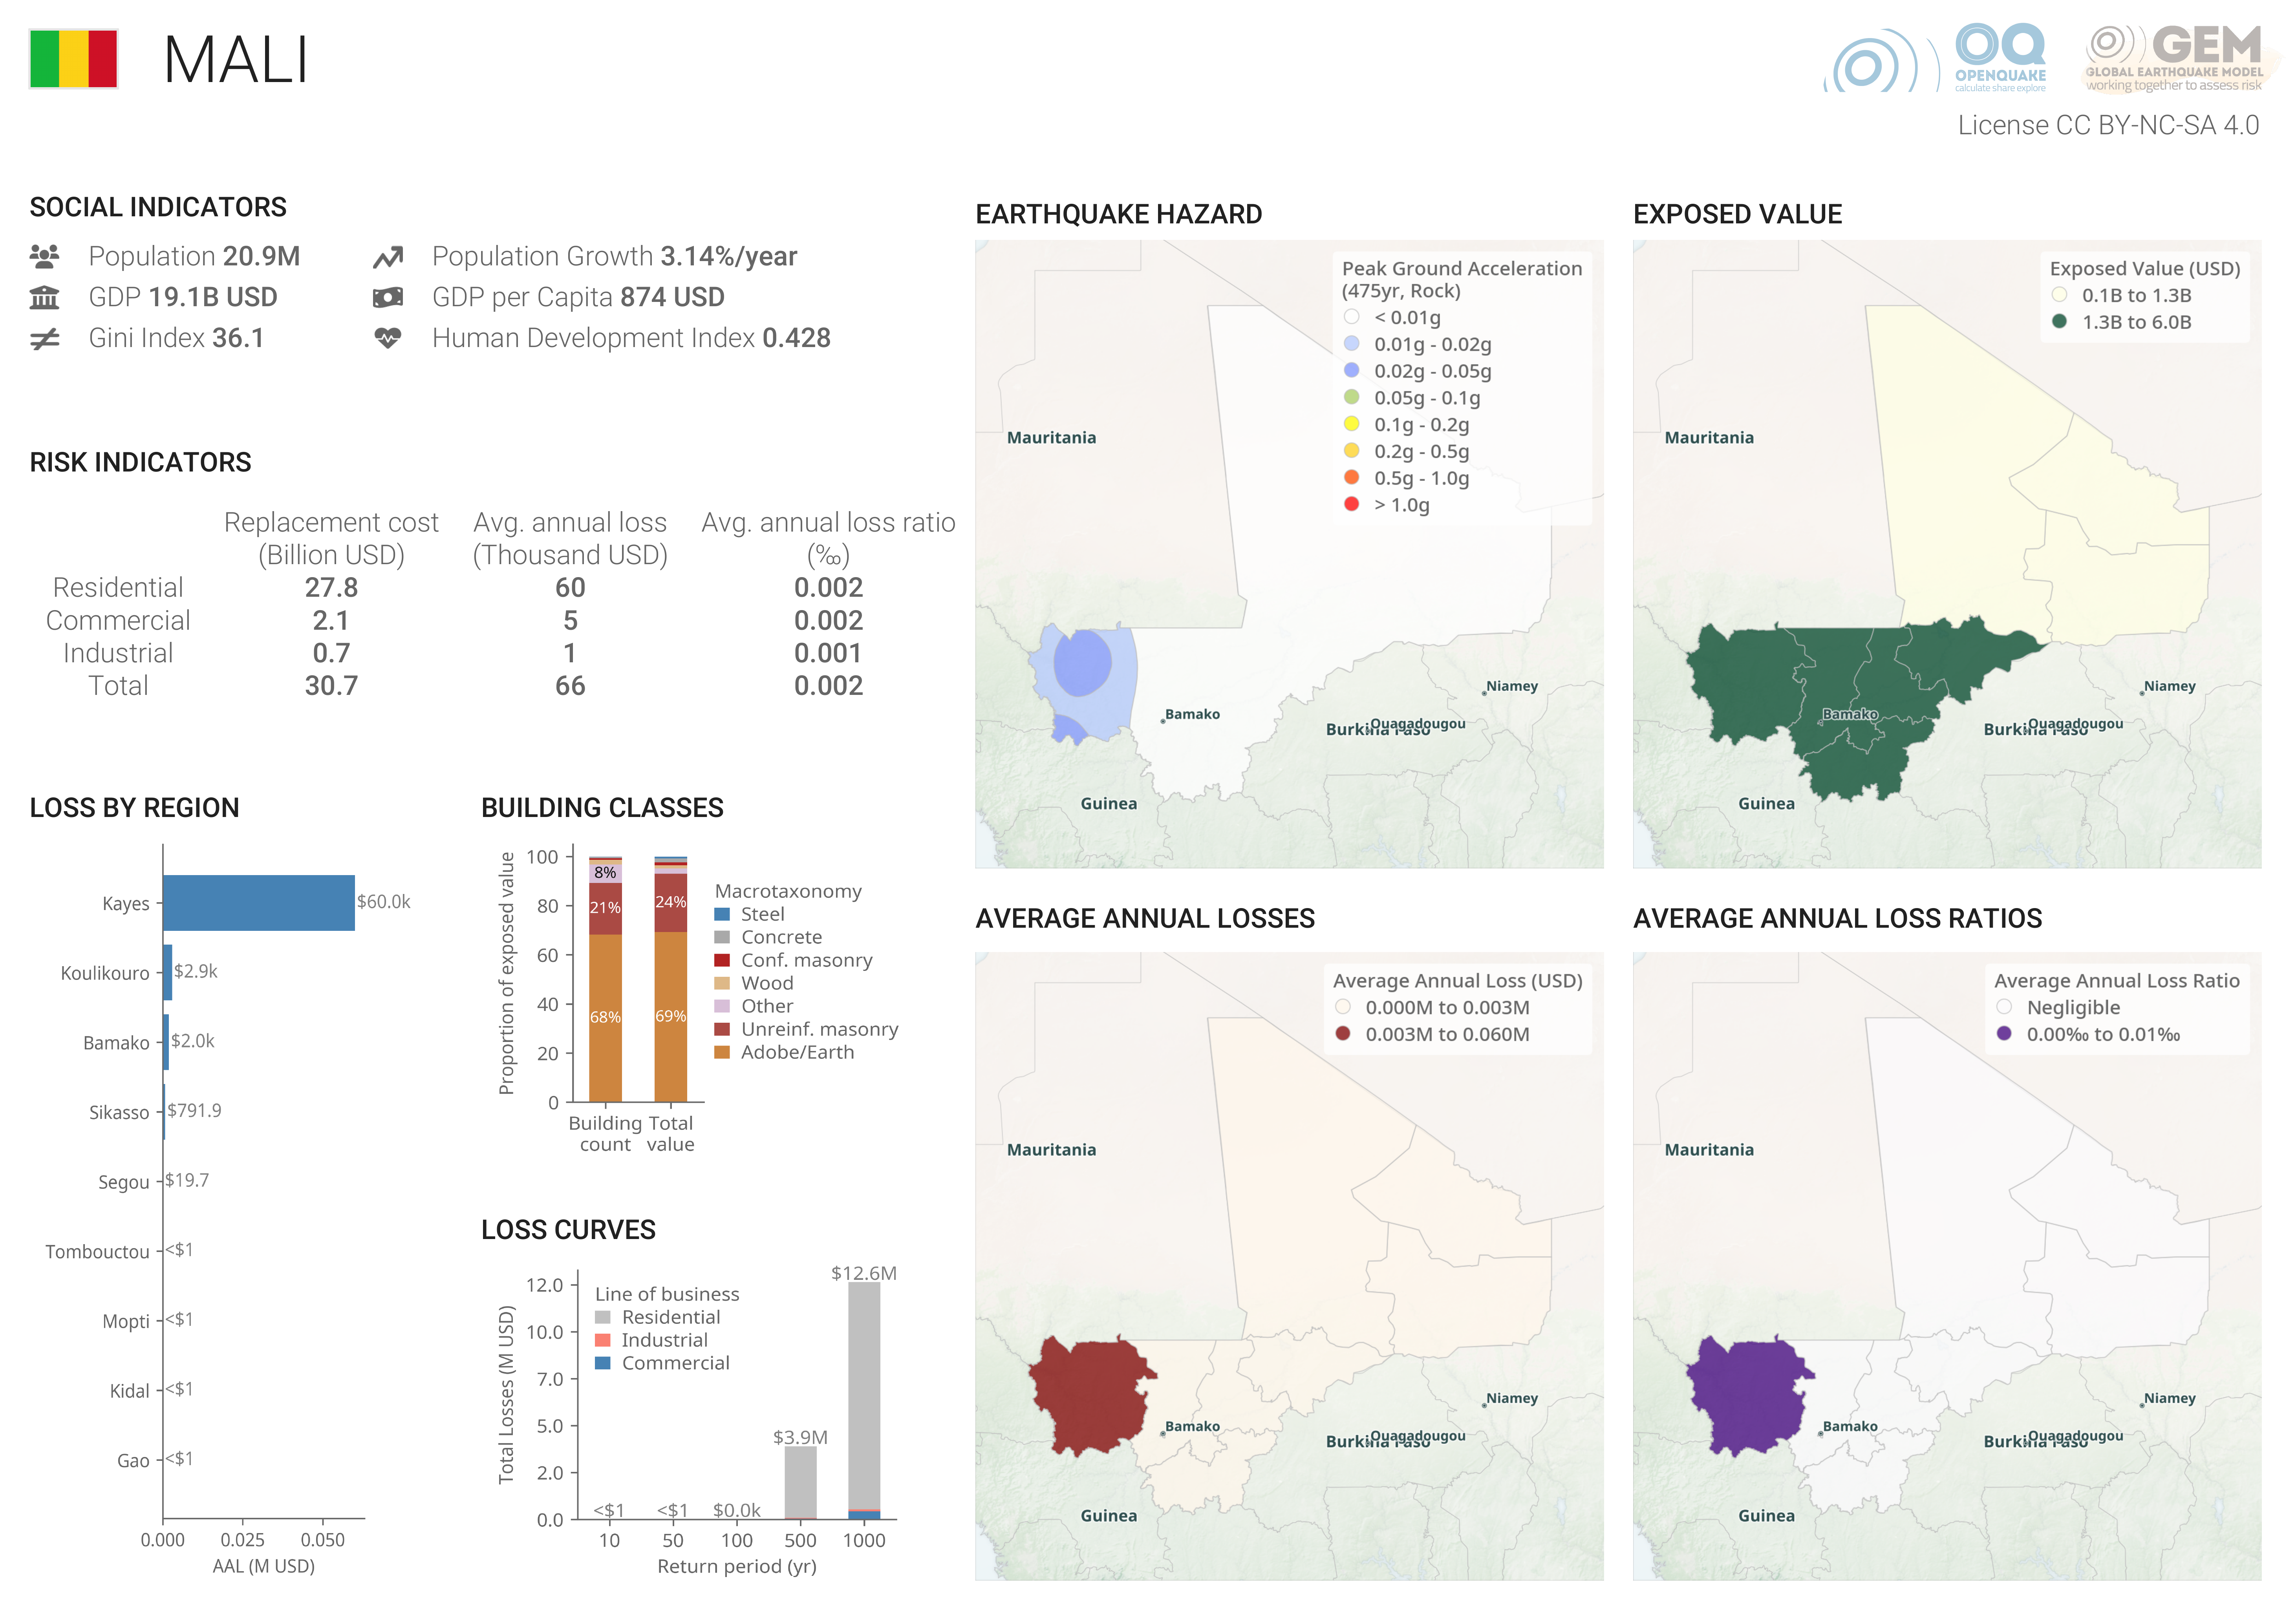 MALI
OQ
OPENQUAKE
calculate share explore
GEM
GLOBAL EARTHQUAKE MODEL
working together to assess risk
License CC BY-NC-SA 4.0
SOCIAL INDICATORS
Population 20.9M
Population Growth 3.14%/year
GDP 19.1B USD
GDP per Capita 874 USD
Gini Index 36.1
Human Development Index 0.428
RISK INDICATORS
Replacement cost (Billion USD)
Avg. annual loss (Thousand USD)
Avg. annual loss ratio (‰)
Residential 27.8 60 0.002
Commercial 2.1 5 0.002
Industrial 0.7 1 0.001
Total 30.7 66 0.002
LOSS BY REGION
Kayes $60.0k
Koulikouro $2.9k
Bamako $2.0k
Sikasso $791.9
Segou $19.7
Tombouctou <$1
Mopti <$1
Kidal <$1
Gao <$1
0.000 0.025 0.050
AAL (M USD)
BUILDING CLASSES
Proportion of exposed value
100
80
60
40
20
0
8%
21%
68%
24%
69%
Building count
Total value
Macrotaxonomy
Steel
Concrete
Conf. masonry
Wood
Other
Unreinf. masonry
Adobe/Earth
LOSS CURVES
Total Losses (M USD)
12.0
10.0
7.0
5.0
2.0
0.0
Line of business
Residential
Industrial
Commercial
<$1 <$1 $0.0k $3.9M $12.6M
10 50 100 500 1000
Return period (yr)
EARTHQUAKE HAZARD
Peak Ground Acceleration
(475yr, Rock)
< 0.01g
0.01g - 0.02g
0.02g - 0.05g
0.05g - 0.1g
0.1g - 0.2g
0.2g - 0.5g
0.5g - 1.0g
> 1.0g
Mauritania
Niamey
Bamako
Ouagadougou
Burkina Faso
Guinea
EXPOSED VALUE
Exposed Value (USD)
0.1B to 1.3B
1.3B to 6.0B
Mauritania
Niamey
Bamako
Ouagadougou
Burkina Faso
Guinea
AVERAGE ANNUAL LOSSES
Average Annual Loss (USD)
0.000M to 0.003M
0.003M to 0.060M
Mauritania
Niamey
Bamako
Ouagadougou
Burkina Faso
Guinea
AVERAGE ANNUAL LOSS RATIOS
Average Annual Loss Ratio
Negligible
0.00‰ to 0.01‰
Mauritania
Niamey
Bamako
Ouagadougou
Burkina Faso
Guinea